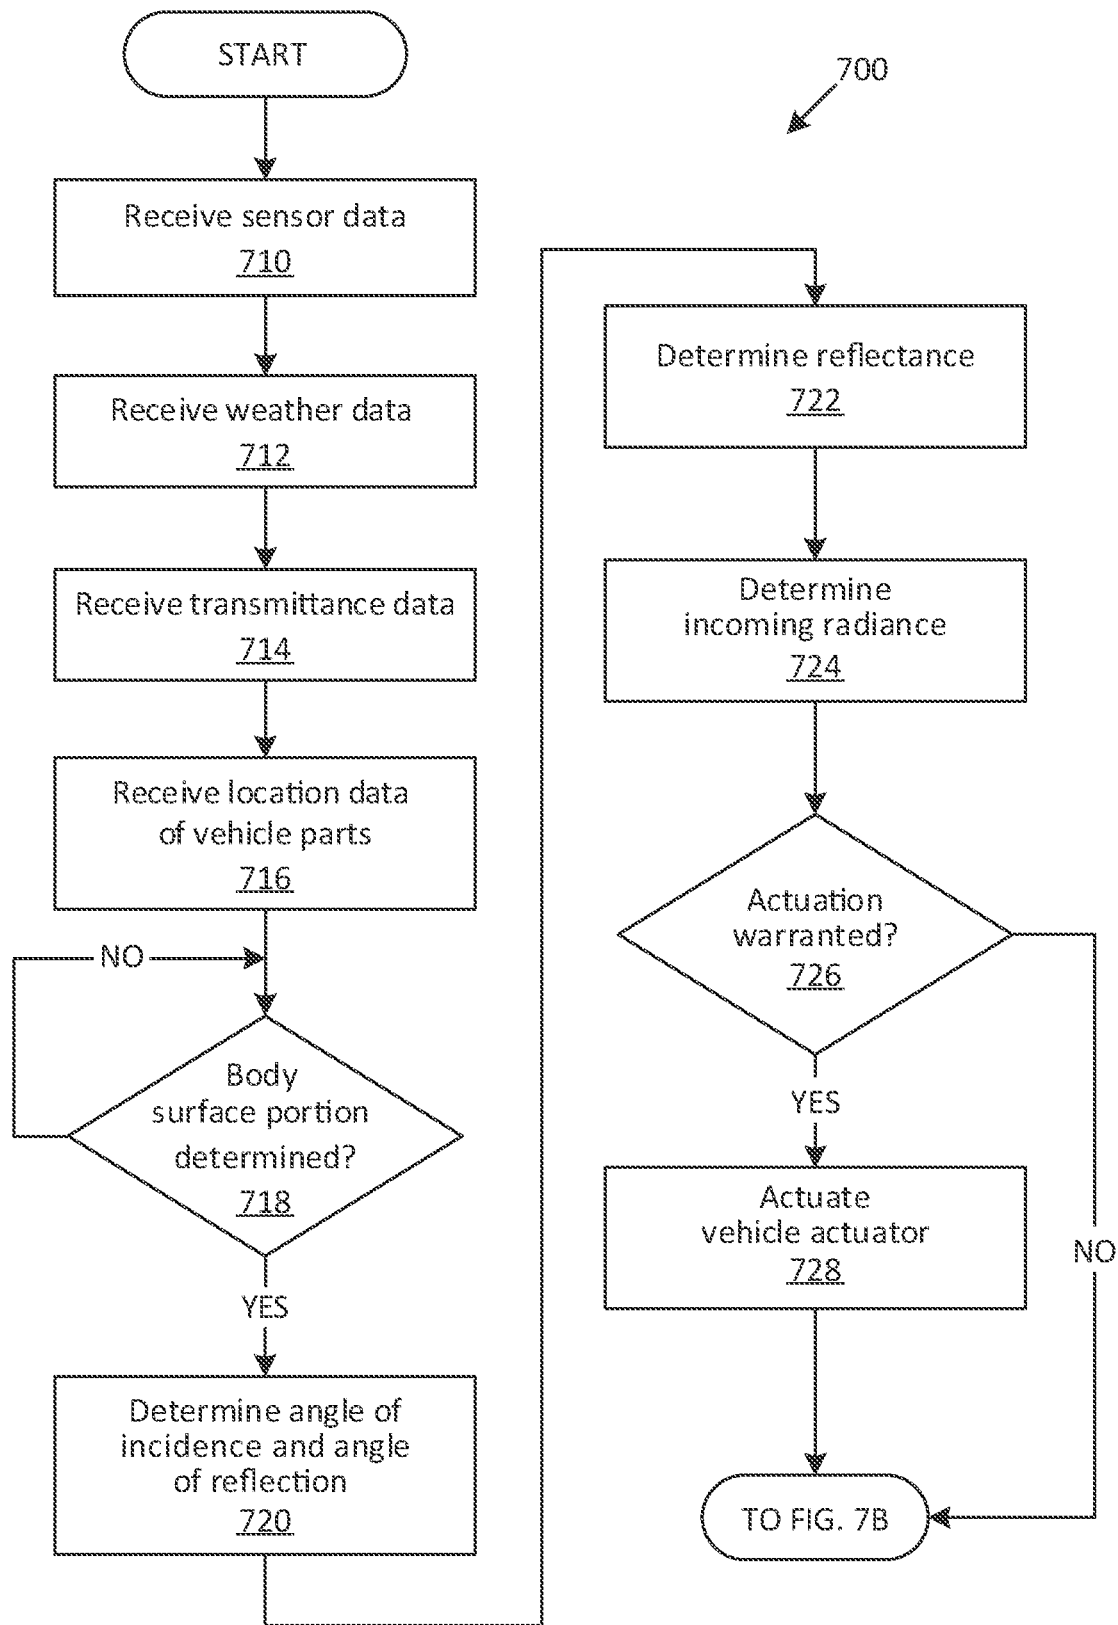 START
700
Receive sensor data
710
Receive weather data
712
Receive transmittance data
714
Receive location data
of vehicle parts
716
NO
Body
surface portion
determined?
718
YES
Determine angle of
incidence and angle
of reflection
720
Determine reflectance
722
Determine
incoming radiance
724
Actuation
warranted?
726
YES
NO
Actuate
vehicle actuator
728
TO FIG. 7B